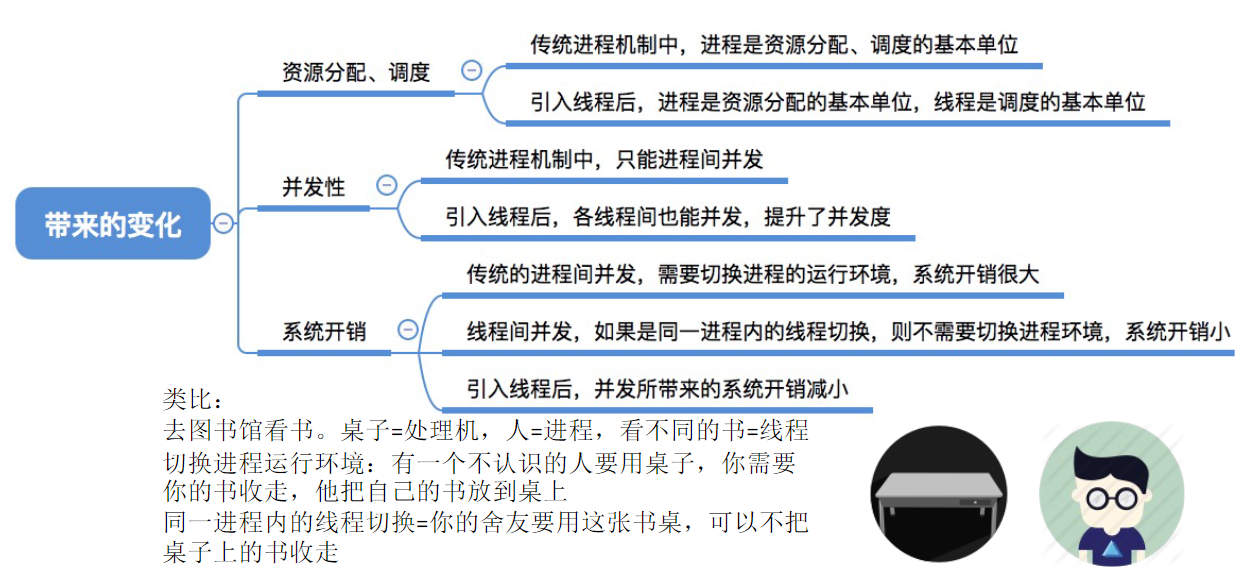 带来的变化
资源分配、调度
传统进程机制中，进程是资源分配、调度的基本单位
引入线程后，进程是资源分配的基本单位，线程是调度的基本单位
并发性
传统进程机制中，只能进程间并发
引入线程后，各线程间也能并发，提升了并发度
系统开销
传统的进程间并发，需要切换进程的运行环境，系统开销很大
线程间并发，如果是同一进程内的线程切换，则不需要切换进程环境，系统开销小
引入线程后，并发所带来的系统开销减小
类比：
去图书馆看书。桌子=处理机，人=进程，看不同的书=线程
切换进程运行环境：有一个不认识的人要用桌子，你需要
你的书收走，他把自己的书放到桌上
同一进程内的线程切换=你的舍友要用这张书桌，可以不把
桌子上的书收走